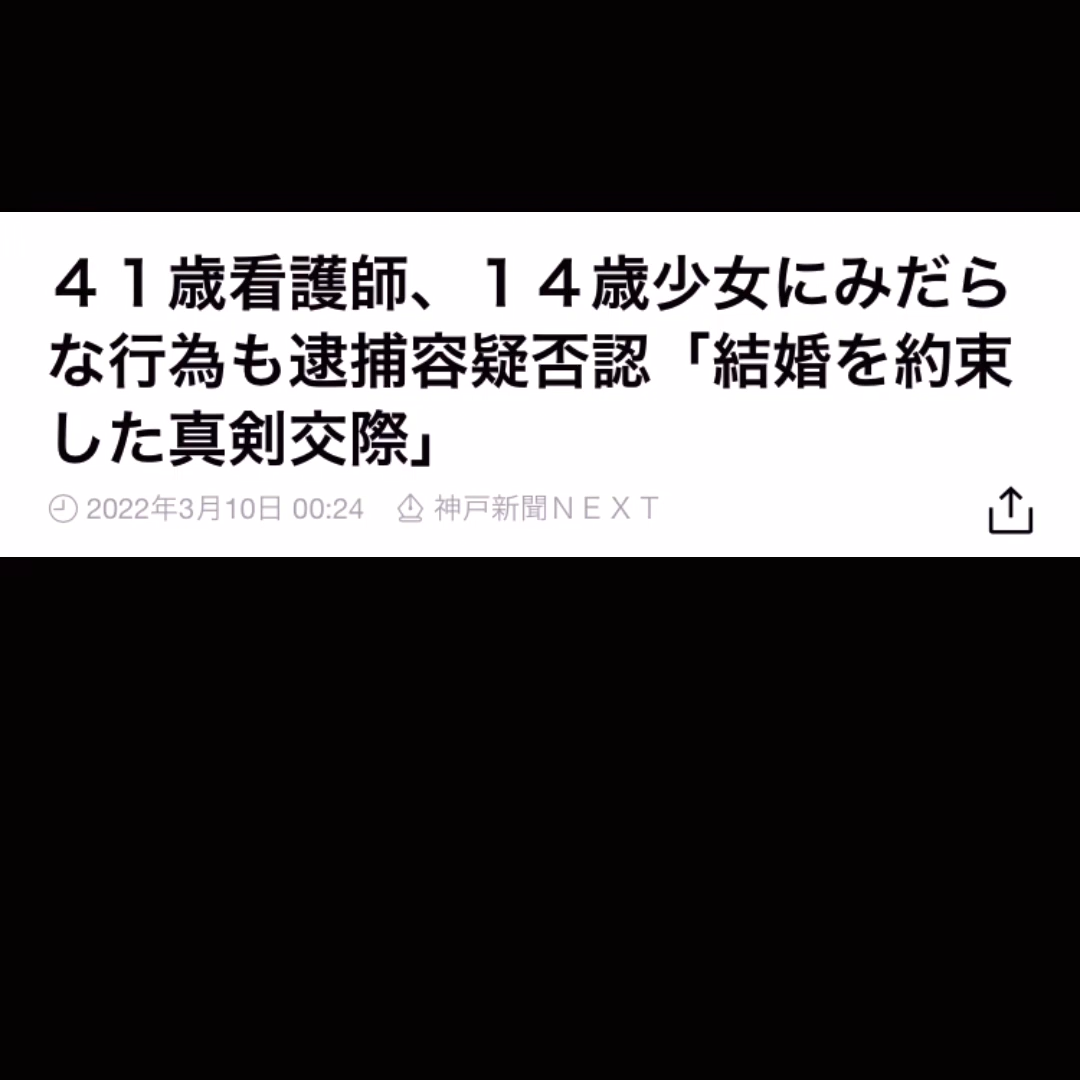 ４１歳看護師、１４歳少女にみだら
な行為も逮捕容疑否認「結婚を約束
した真剣交際」
2022年3月10日 00:24 神戸新聞ＮＥＸＴ